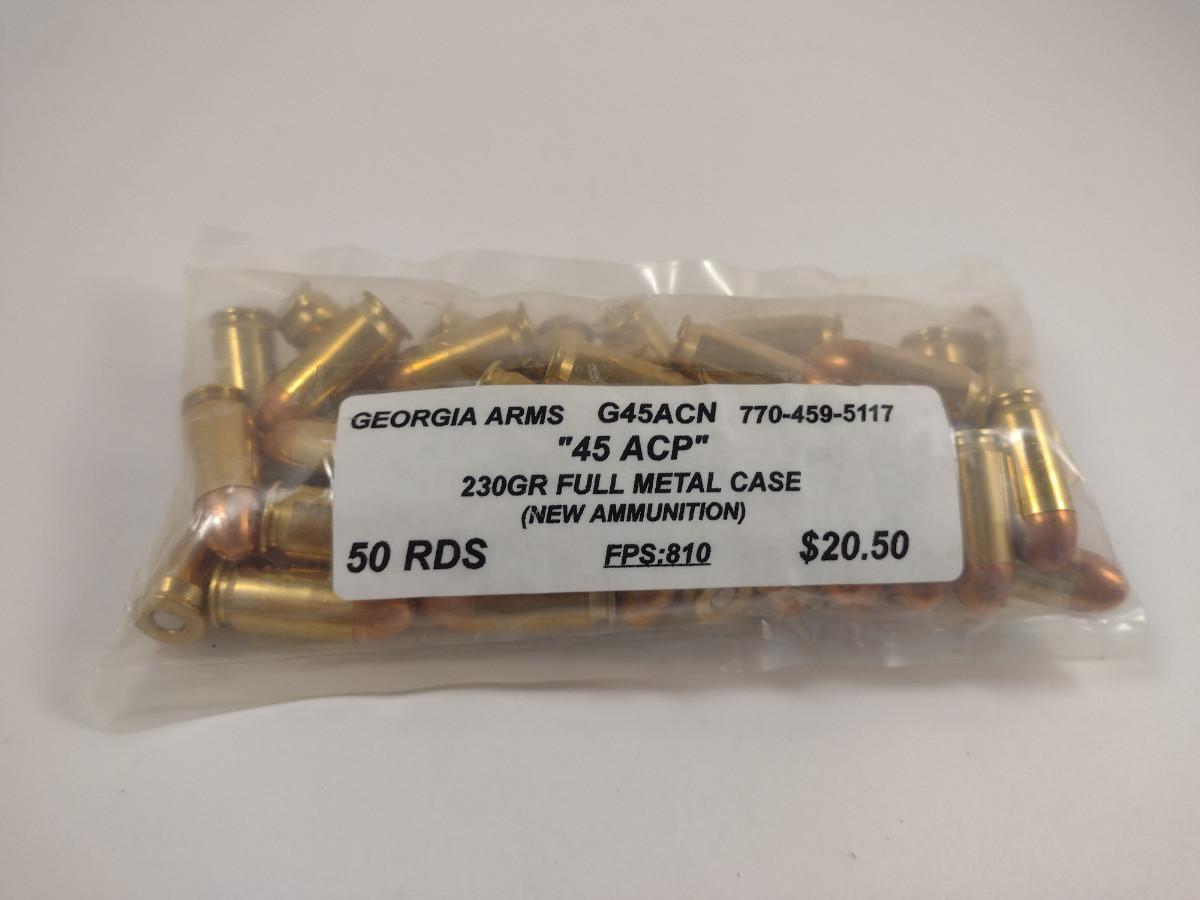 GEORGIA ARMS G45ACN 770-459-5117
"45 ACP"
230GR FULL METAL CASE
(NEW AMMUNITION)
50 RDS FPS:810 $20.50